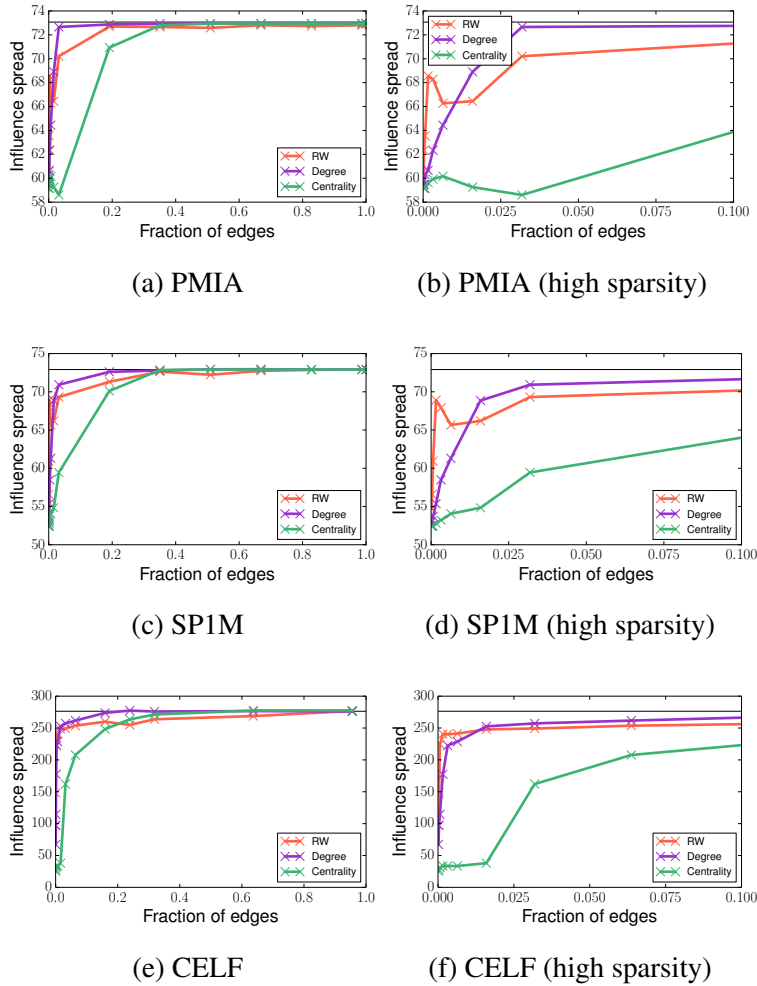 74
72
70
68
66
64
62
60
58
Influence spread
RW
Degree
Centrality
0.0 0.2 0.4 0.6 0.8 1.0
Fraction of edges
(a) PMIA
74
72
70
68
66
64
62
60
58
Influence spread
RW
Degree
Centrality
0.000 0.025 0.050 0.075 0.100
Fraction of edges
(b) PMIA (high sparsity)
75
70
65
60
55
50
Influence spread
RW
Degree
Centrality
0.0 0.2 0.4 0.6 0.8 1.0
Fraction of edges
(c) SP1M
75
70
65
60
55
50
Influence spread
RW
Degree
Centrality
0.000 0.025 0.050 0.075 0.100
Fraction of edges
(d) SP1M (high sparsity)
300
250
200
150
100
50
0
Influence spread
RW
Degree
Centrality
0.0 0.2 0.4 0.6 0.8 1.0
Fraction of edges
(e) CELF
300
250
200
150
100
50
0
Influence spread
RW
Degree
Centrality
0.000 0.025 0.050 0.075 0.100
Fraction of edges
(f) CELF (high sparsity)